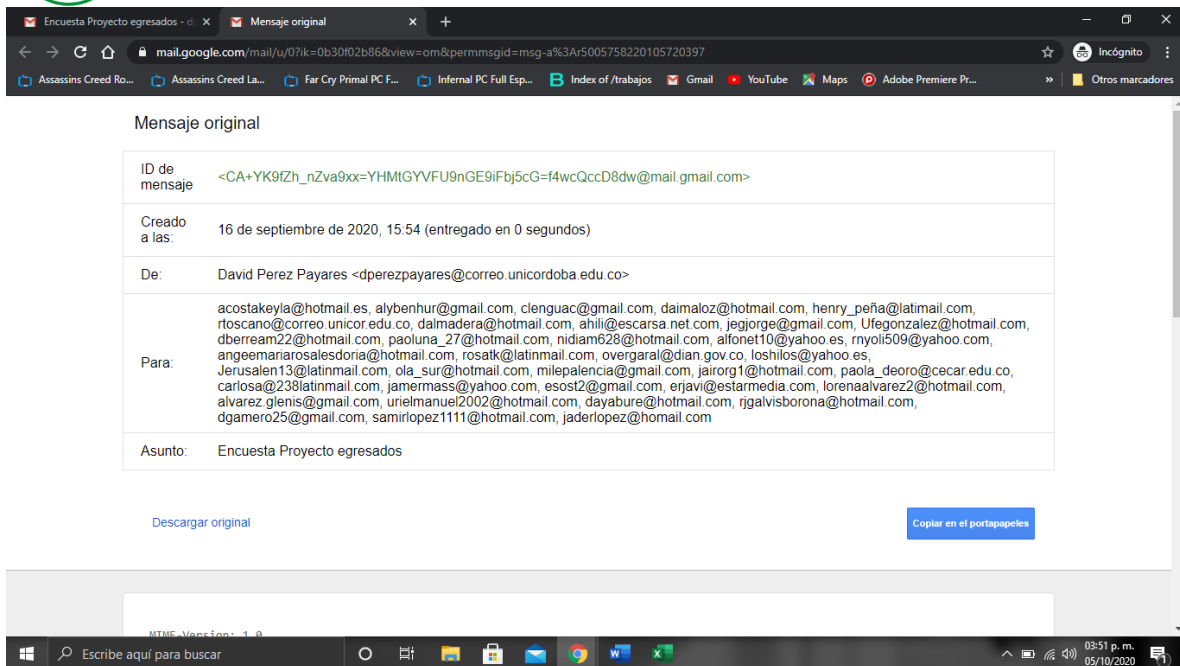 Encuesta Proyecto egresados - d
Mensaje original
mail.google.com/mail/u/0?ik=0b30f02b86&view=om&permmsgid=msg-a%3Ar5005758220105720397
Incógnito
Assassins Creed Ro...
Assassins Creed La...
Far Cry Primal PC F...
Infernal PC Full Esp...
Index of /trabajos
Gmail
YouTube
Maps
Adobe Premiere Pr...
»
Otros marcadores
Mensaje original
ID de
mensaje
<CA+YK9fZh_nZva9xx=YHMtGYVFU9nGE9iFbj5cG=f4wcQccD8dw@mail.gmail.com>
Creado
a las:
16 de septiembre de 2020, 15:54 (entregado en 0 segundos)
De:
David Perez Payares <dperezpayares@correo.unicordoba.edu.co>
Para:
acostakeyla@hotmail.es, alybenhur@gmail.com, clenguac@gmail.com, daimaloz@hotmail.com, henry_peña@latimail.com,
rtoscano@correo.unicor.edu.co, dalmadera@hotmail.com, ahili@escarsa.net.com, jegjorge@gmail.com, Ufegonzalez@hotmail.com,
dberream22@hotmail.com, paoluna_27@hotmail.com, nidiam628@hotmail.com, alfonet10@yahoo.es, rnyoli509@yahoo.com,
angeemariarosalesdoria@hotmail.com, rosatk@latinmail.com, overgaral@dian.gov.co, loshilos@yahoo.es,
Jerusalen13@latinmail.com, ola_sur@hotmail.com, milepalencia@gmail.com, jairorg1@hotmail.com, paola_deoro@cecar.edu.co,
carlosa@238latinmail.com, jamermass@yahoo.com, esost2@gmail.com, erjavi@estarmedia.com, lorenaalvarez2@hotmail.com,
alvarez.glenis@gmail.com, urielmanuel2002@hotmail.com, dayabure@hotmail.com, rjgalvisborona@hotmail.com,
dgamero25@gmail.com, samirlopez1111@hotmail.com, jaderlopez@homail.com
Asunto:
Encuesta Proyecto egresados
Descargar original
Copiar en el portapapeles
MIME-Version: 1.0
Escribe aquí para buscar
03:51 p. m.
05/10/2020